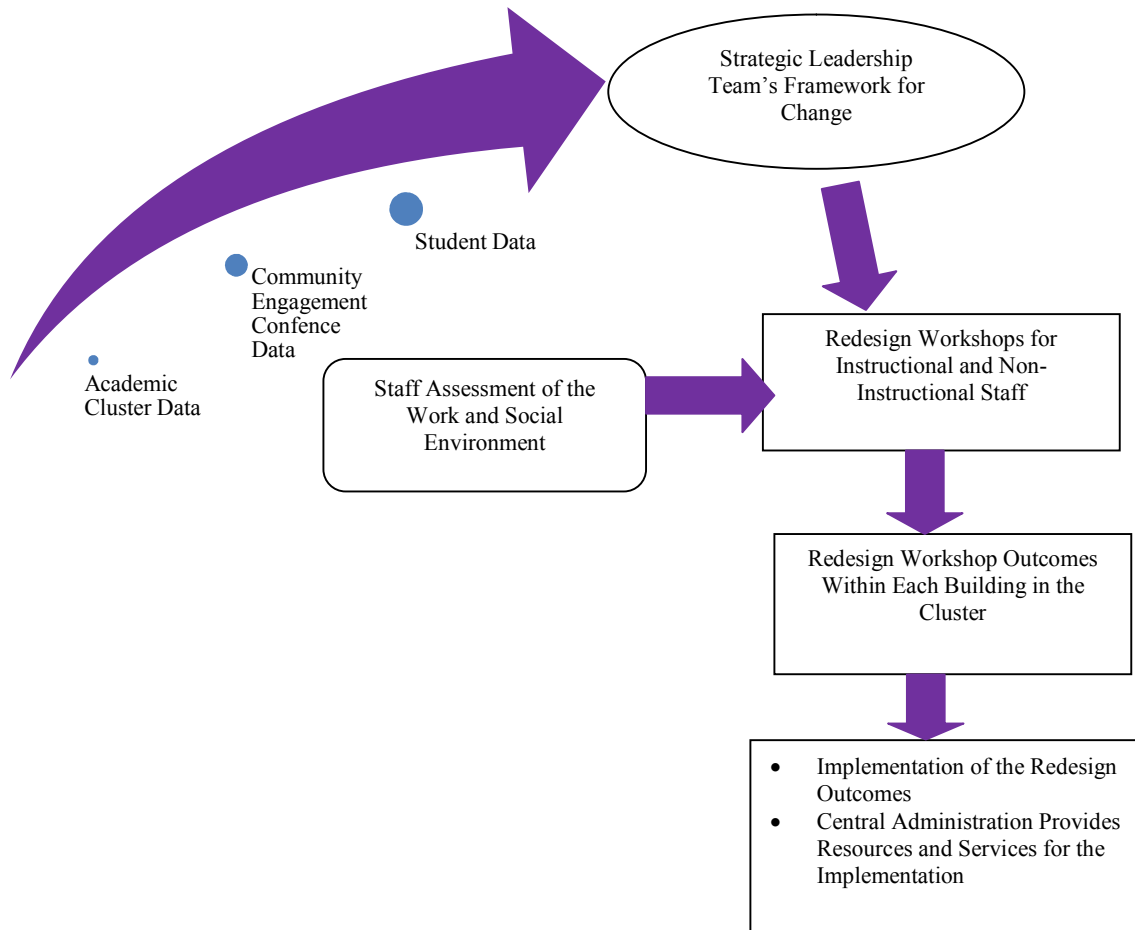 Strategic Leadership
Team’s Framework for
Change
Student Data
Community
Engagement
Confence
Data
Academic
Cluster Data
Staff Assessment of the
Work and Social
Environment
Redesign Workshops for
Instructional and Non-
Instructional Staff
Redesign Workshop Outcomes
Within Each Building in the
Cluster
• Implementation of the Redesign
Outcomes
• Central Administration Provides
Resources and Services for the
Implementation